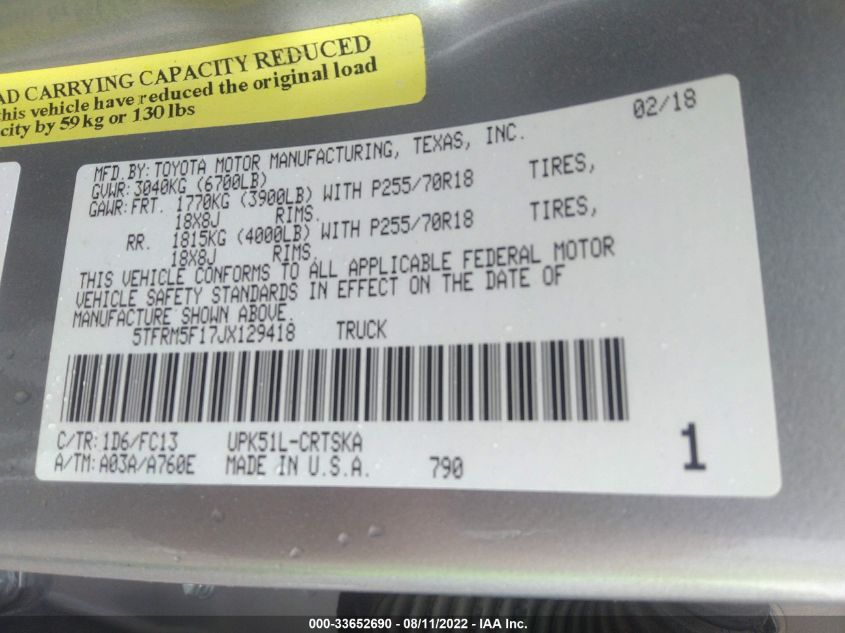 AD CARRYING CAPACITY REDUCED
this vehicle have reduced the original load
city by 59 kg or 130 lbs
02/18
MFD.BY: TOYOTA MOTOR MANUFACTURING, TEXAS, INC.
GVWR: 3040KG (6700LB)
GAWR: FRT. 1770KG (3900LB) WITH P255/70R18 TIRES,
18X8J RIMS.
RR. 1815KG (4000LB) WITH P255/70R18 TIRES,
18X8J RIMS.
THIS VEHICLE CONFORMS TO ALL APPLICABLE FEDERAL MOTOR
VEHICLE SAFETY STANDARDS IN EFFECT ON THE DATE OF
MANUFACTURE SHOWN ABOVE.
5TFRM5F17JX129418 TRUCK
C/TR: 1D6/FC13 UPK51L-CRTSKA
A/TM: A03A/A760E MADE IN U.S.A. 790
1
000-33652690 - 08/11/2022 - IAA Inc.